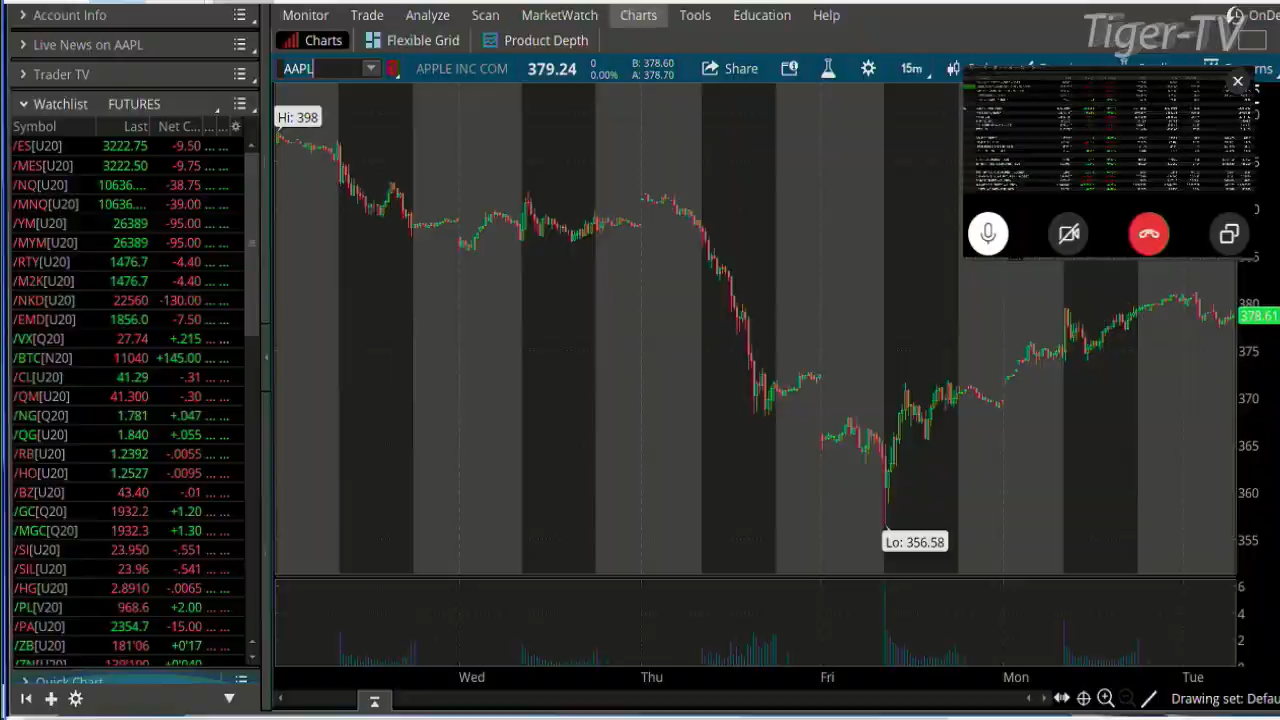 Account Info
Live News on AAPL
Trader TV
Watchlist FUTURES
Symbol Last Net C... ... ...
/ES[U20] 3222.75 -9.50 ... ...
/MES[U20] 3222.50 -9.75 ... ...
/NQ[U20] 10636.... -38.75 ... ...
/MNQ[U20] 10636.... -39.00 ... ...
/YM[U20] 26389 -95.00 ... ...
/MYM[U20] 26389 -95.00 ... ...
/RTY[U20] 1476.7 -4.40 ... ...
/M2K[U20] 1476.7 -4.40 ... ...
/NKD[U20] 22560 -130.00 ... ...
/EMD[U20] 1856.0 -7.50 ... ...
/VX[Q20] 27.74 +.215 ... ...
/BTC[N20] 11040 +145.00 ... ...
/CL[U20] 41.29 -.31 ... ...
/QM[U20] 41.300 -.30 ... ...
/NG[Q20] 1.781 +.047 ... ...
/QG[U20] 1.840 +.055 ... ...
/RB[U20] 1.2392 -.0055 ... ...
/HO[U20] 1.2527 -.0095 ... ...
/BZ[U20] 43.40 -.01 ... ...
/GC[Q20] 1932.2 +1.20 ... ...
/MGC[Q20] 1932.3 +1.30 ... ...
/SI[U20] 23.950 -.551 ... ...
/SIL[U20] 23.96 -.541 ... ...
/HG[U20] 2.8910 -.0065 ... ...
/PL[V20] 968.6 +2.00 ... ...
/PA[U20] 2354.7 -15.00 ... ...
/ZB[U20] 181'06 +0'17 ... ...
/ZN[U20]
Quick Chart
Monitor Trade Analyze Scan MarketWatch Charts Tools Education Help
OnDe
Tiger-TV
Charts Flexible Grid Product Depth
AAPL APPLE INC COM 379.24 0 0.00% B: 378.60 A: 378.70 Share 15m
Hi: 398
380
378.61
375
370
365
360
355
Lo: 356.58
6
4
2
0
Wed Thu Fri Mon Tue
Drawing set: Defau